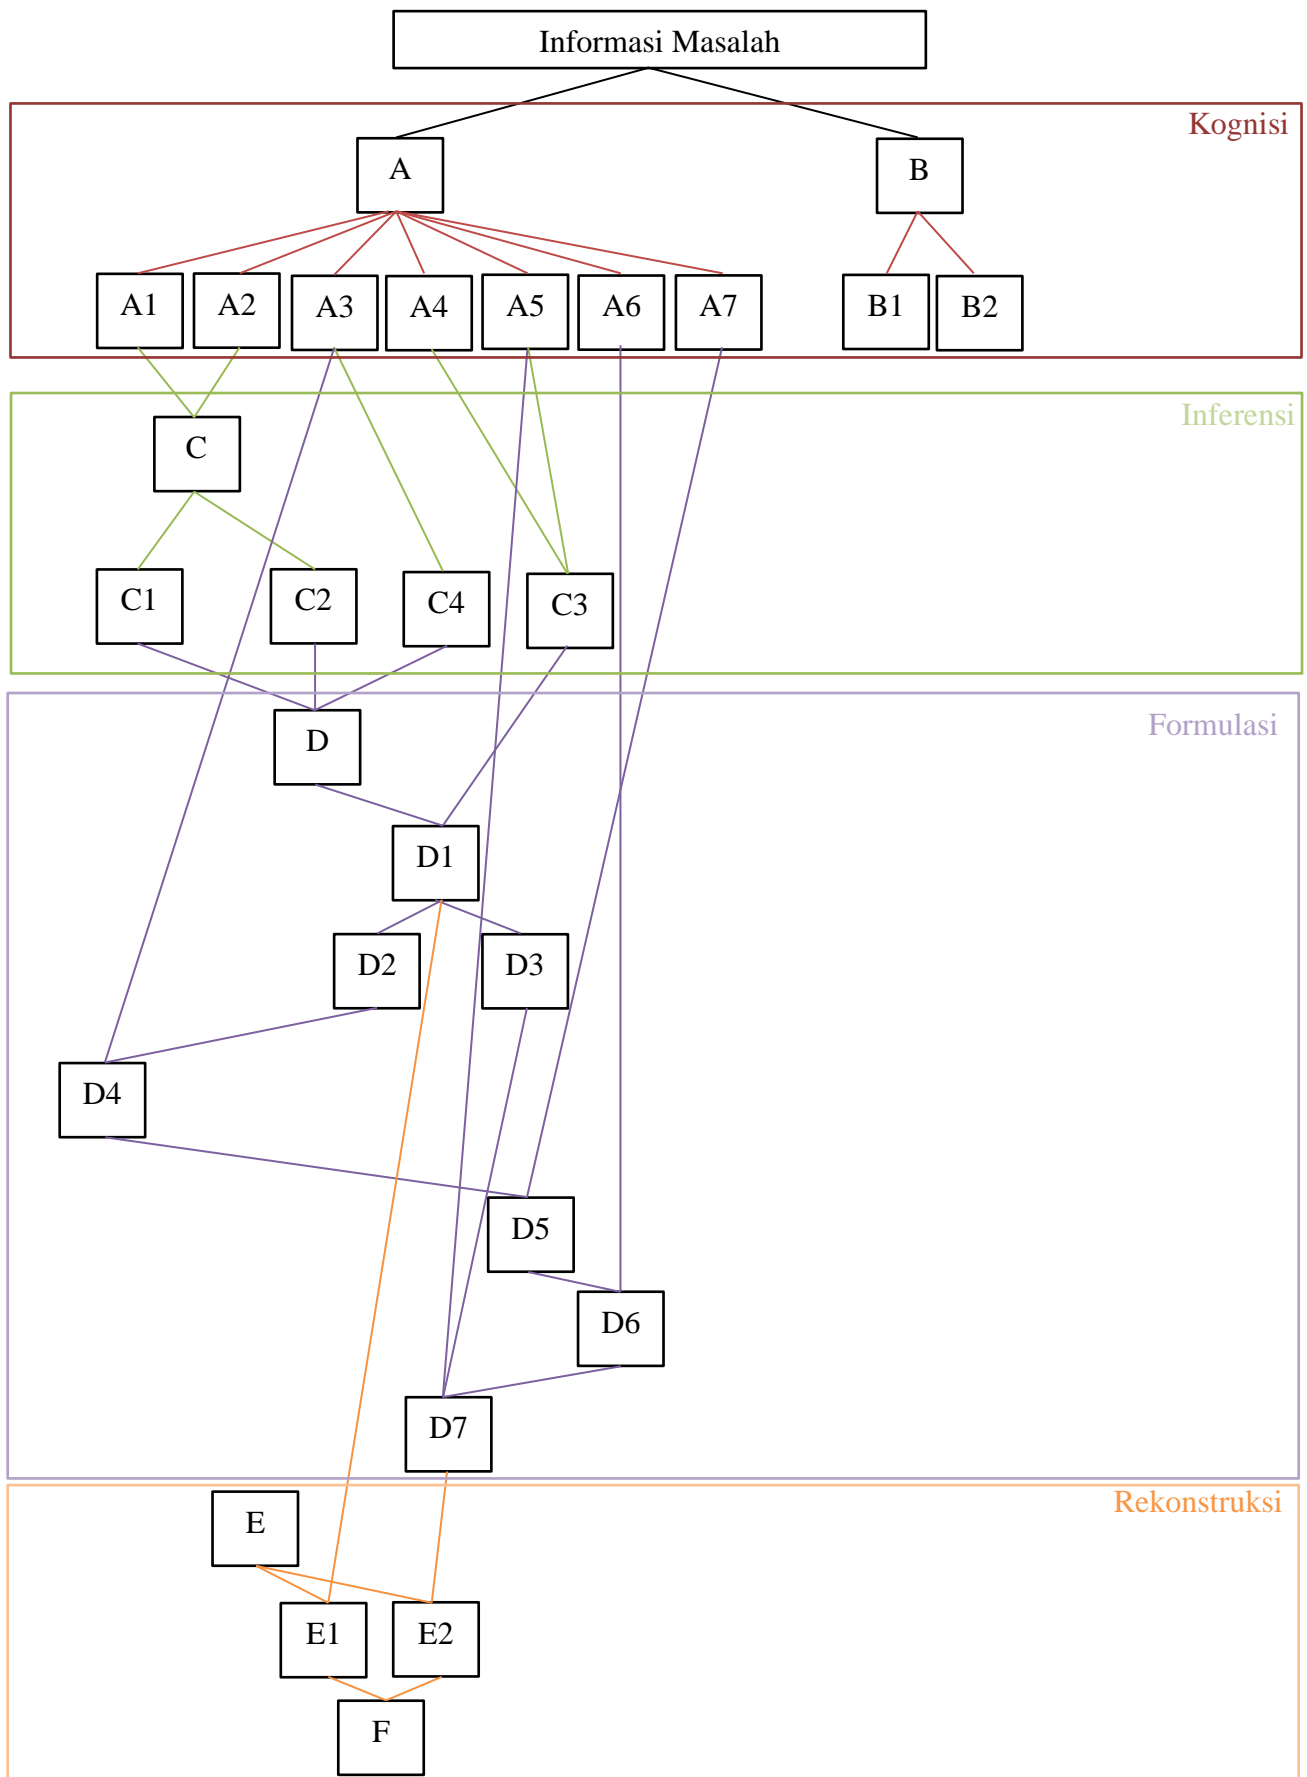 Informasi Masalah
Kognisi
A
B
A1
A2
A3
A4
A5
A6
A7
B1
B2
Inferensi
C
C1
C2
C4
C3
Formulasi
D
D1
D2
D3
D4
D5
D6
D7
Rekonstruksi
E
E1
E2
F